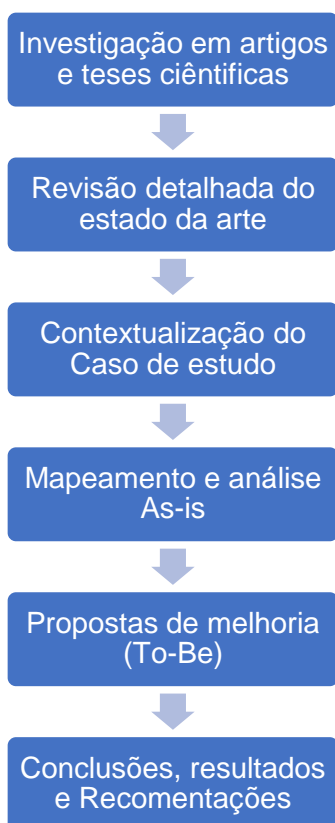 Investigação em artigos
e teses ciêntificas
Revisão detalhada do
estado da arte
Contextualização do
Caso de estudo
Mapeamento e análise
As-is
Propostas de melhoria
(To-Be)
Conclusões, resultados
e Recomentações